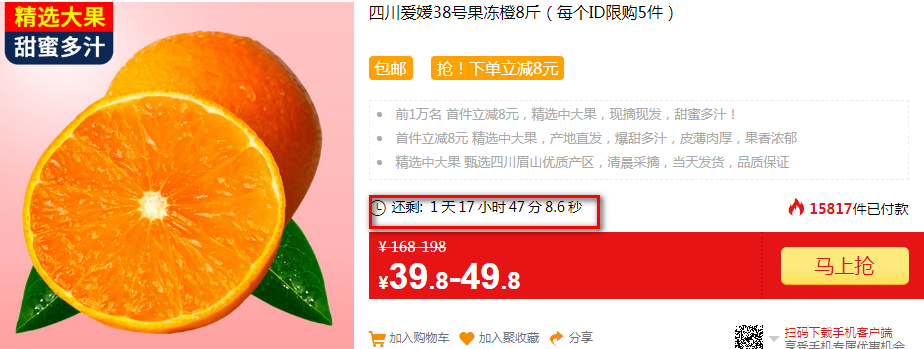 精选大果
甜蜜多汁
四川爱媛38号果冻橙8斤（每个ID限购5件）
包邮 抢！下单立减8元
前1万名 首件立减8元，精选中大果，现摘现发，甜蜜多汁！
首件立减8元 精选中大果，产地直发，爆甜多汁，皮薄肉厚，果香浓郁
精选中大果 甄选四川眉山优质产区，清晨采摘，当天发货，品质保证
还剩: 1天17小时47分8.6秒 15817件已付款
¥168-198
¥39.8-49.8 马上抢
加入购物车 加入聚收藏 分享
扫码下载手机客户端
享受手机专属优惠机会